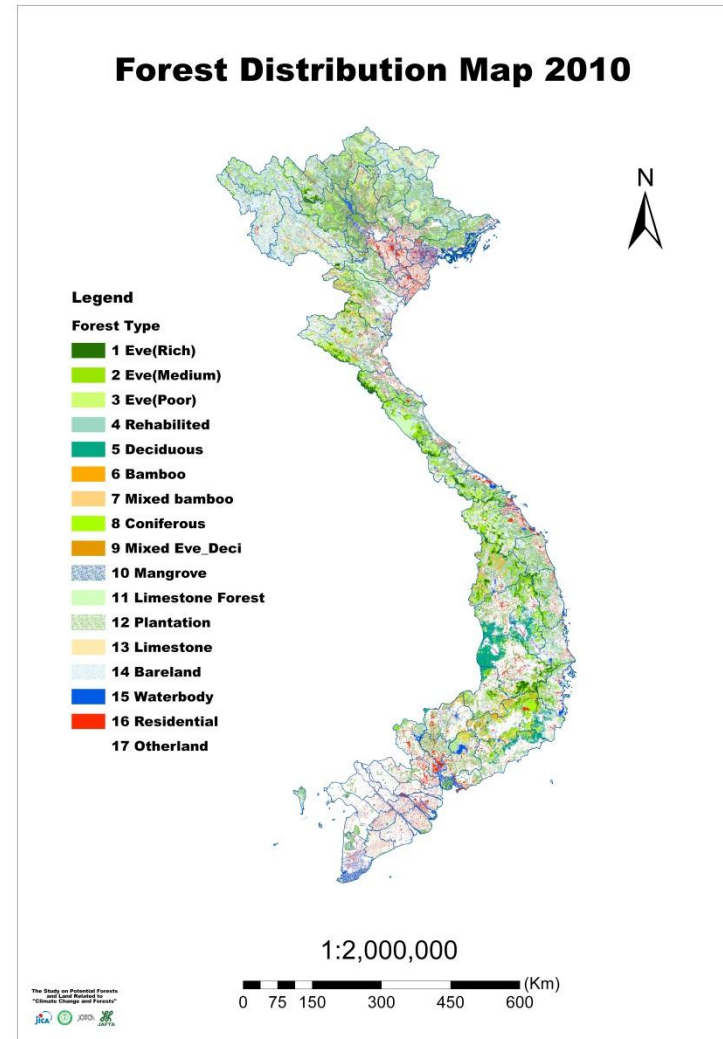 Forest Distribution Map 2010
N
Legend
Forest Type
1 Eve(Rich)
2 Eve(Medium)
3 Eve(Poor)
4 Rehabilited
5 Deciduous
6 Bamboo
7 Mixed bamboo
8 Coniferous
9 Mixed Eve_Deci
10 Mangrove
11 Limestone Forest
12 Plantation
13 Limestone
14 Bareland
15 Waterbody
16 Residential
17 Otherland
1:2,000,000
(Km)
0 75 150 300 450 600
The Study on Potential Forests
and Land Related to
"Climate Change and Forests"
JICA
JAFTA